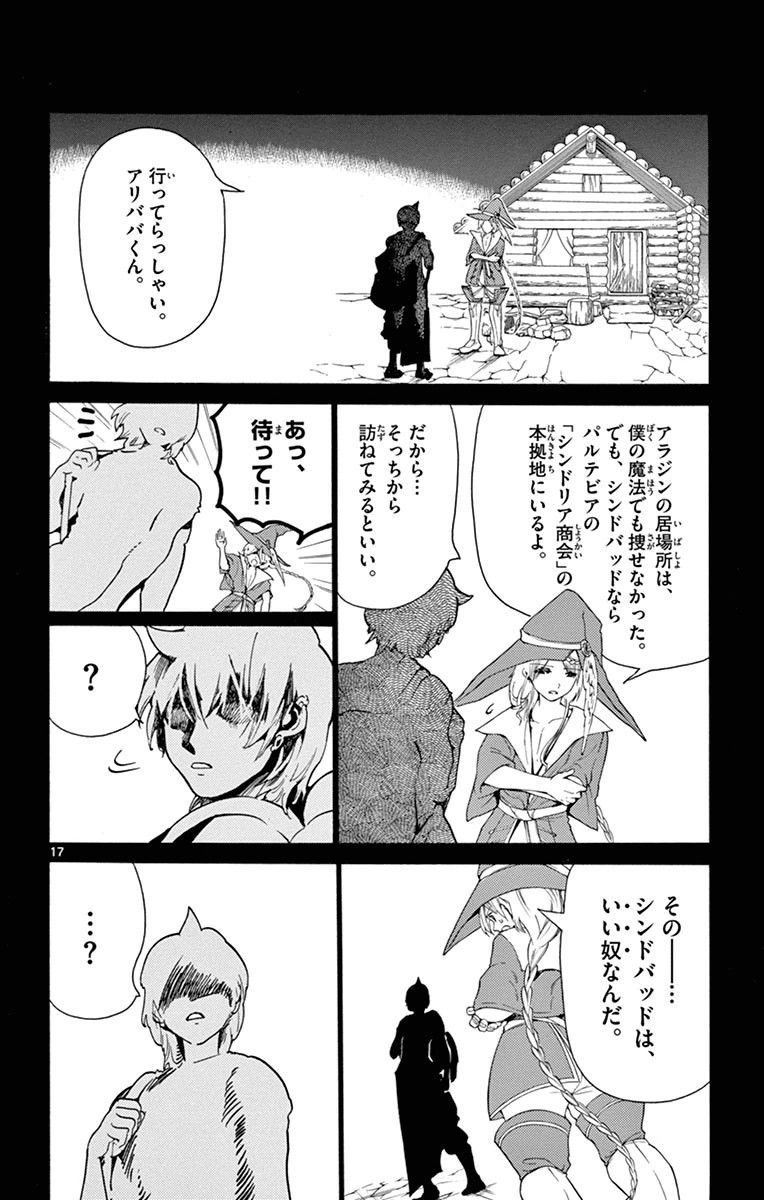 行ってらっしゃい。
アリババくん。
アラジンの居場所は、
僕の魔法でも捜せなかった。
でも、シンドバッドなら
パルテビアの
「シンドリア商会」の
本拠地にいるよ。
だから…
そっちから
訪ねてみるといい。
あっ、
待って!!
?
その――…
シンドバッドは、
いい奴なんだ。
…?
17